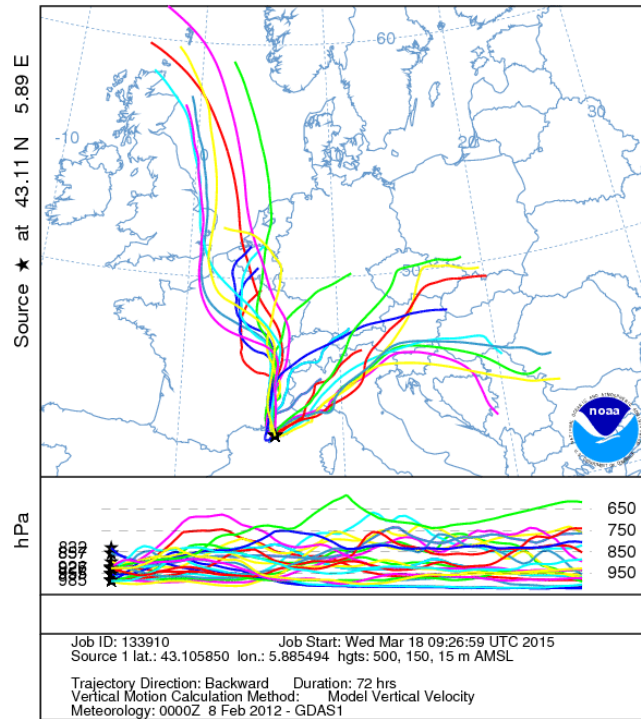 Source ★ at 43.11 N 5.89 E
60
-10
0
20
30
50
noaa
hPa
650
750
850
950
Job ID: 133910 Job Start: Wed Mar 18 09:26:59 UTC 2015
Source 1 lat.: 43.105850 lon.: 5.885494 hgts: 500, 150, 15 m AMSL
Trajectory Direction: Backward Duration: 72 hrs
Vertical Motion Calculation Method: Model Vertical Velocity
Meteorology: 0000Z 8 Feb 2012 - GDAS1